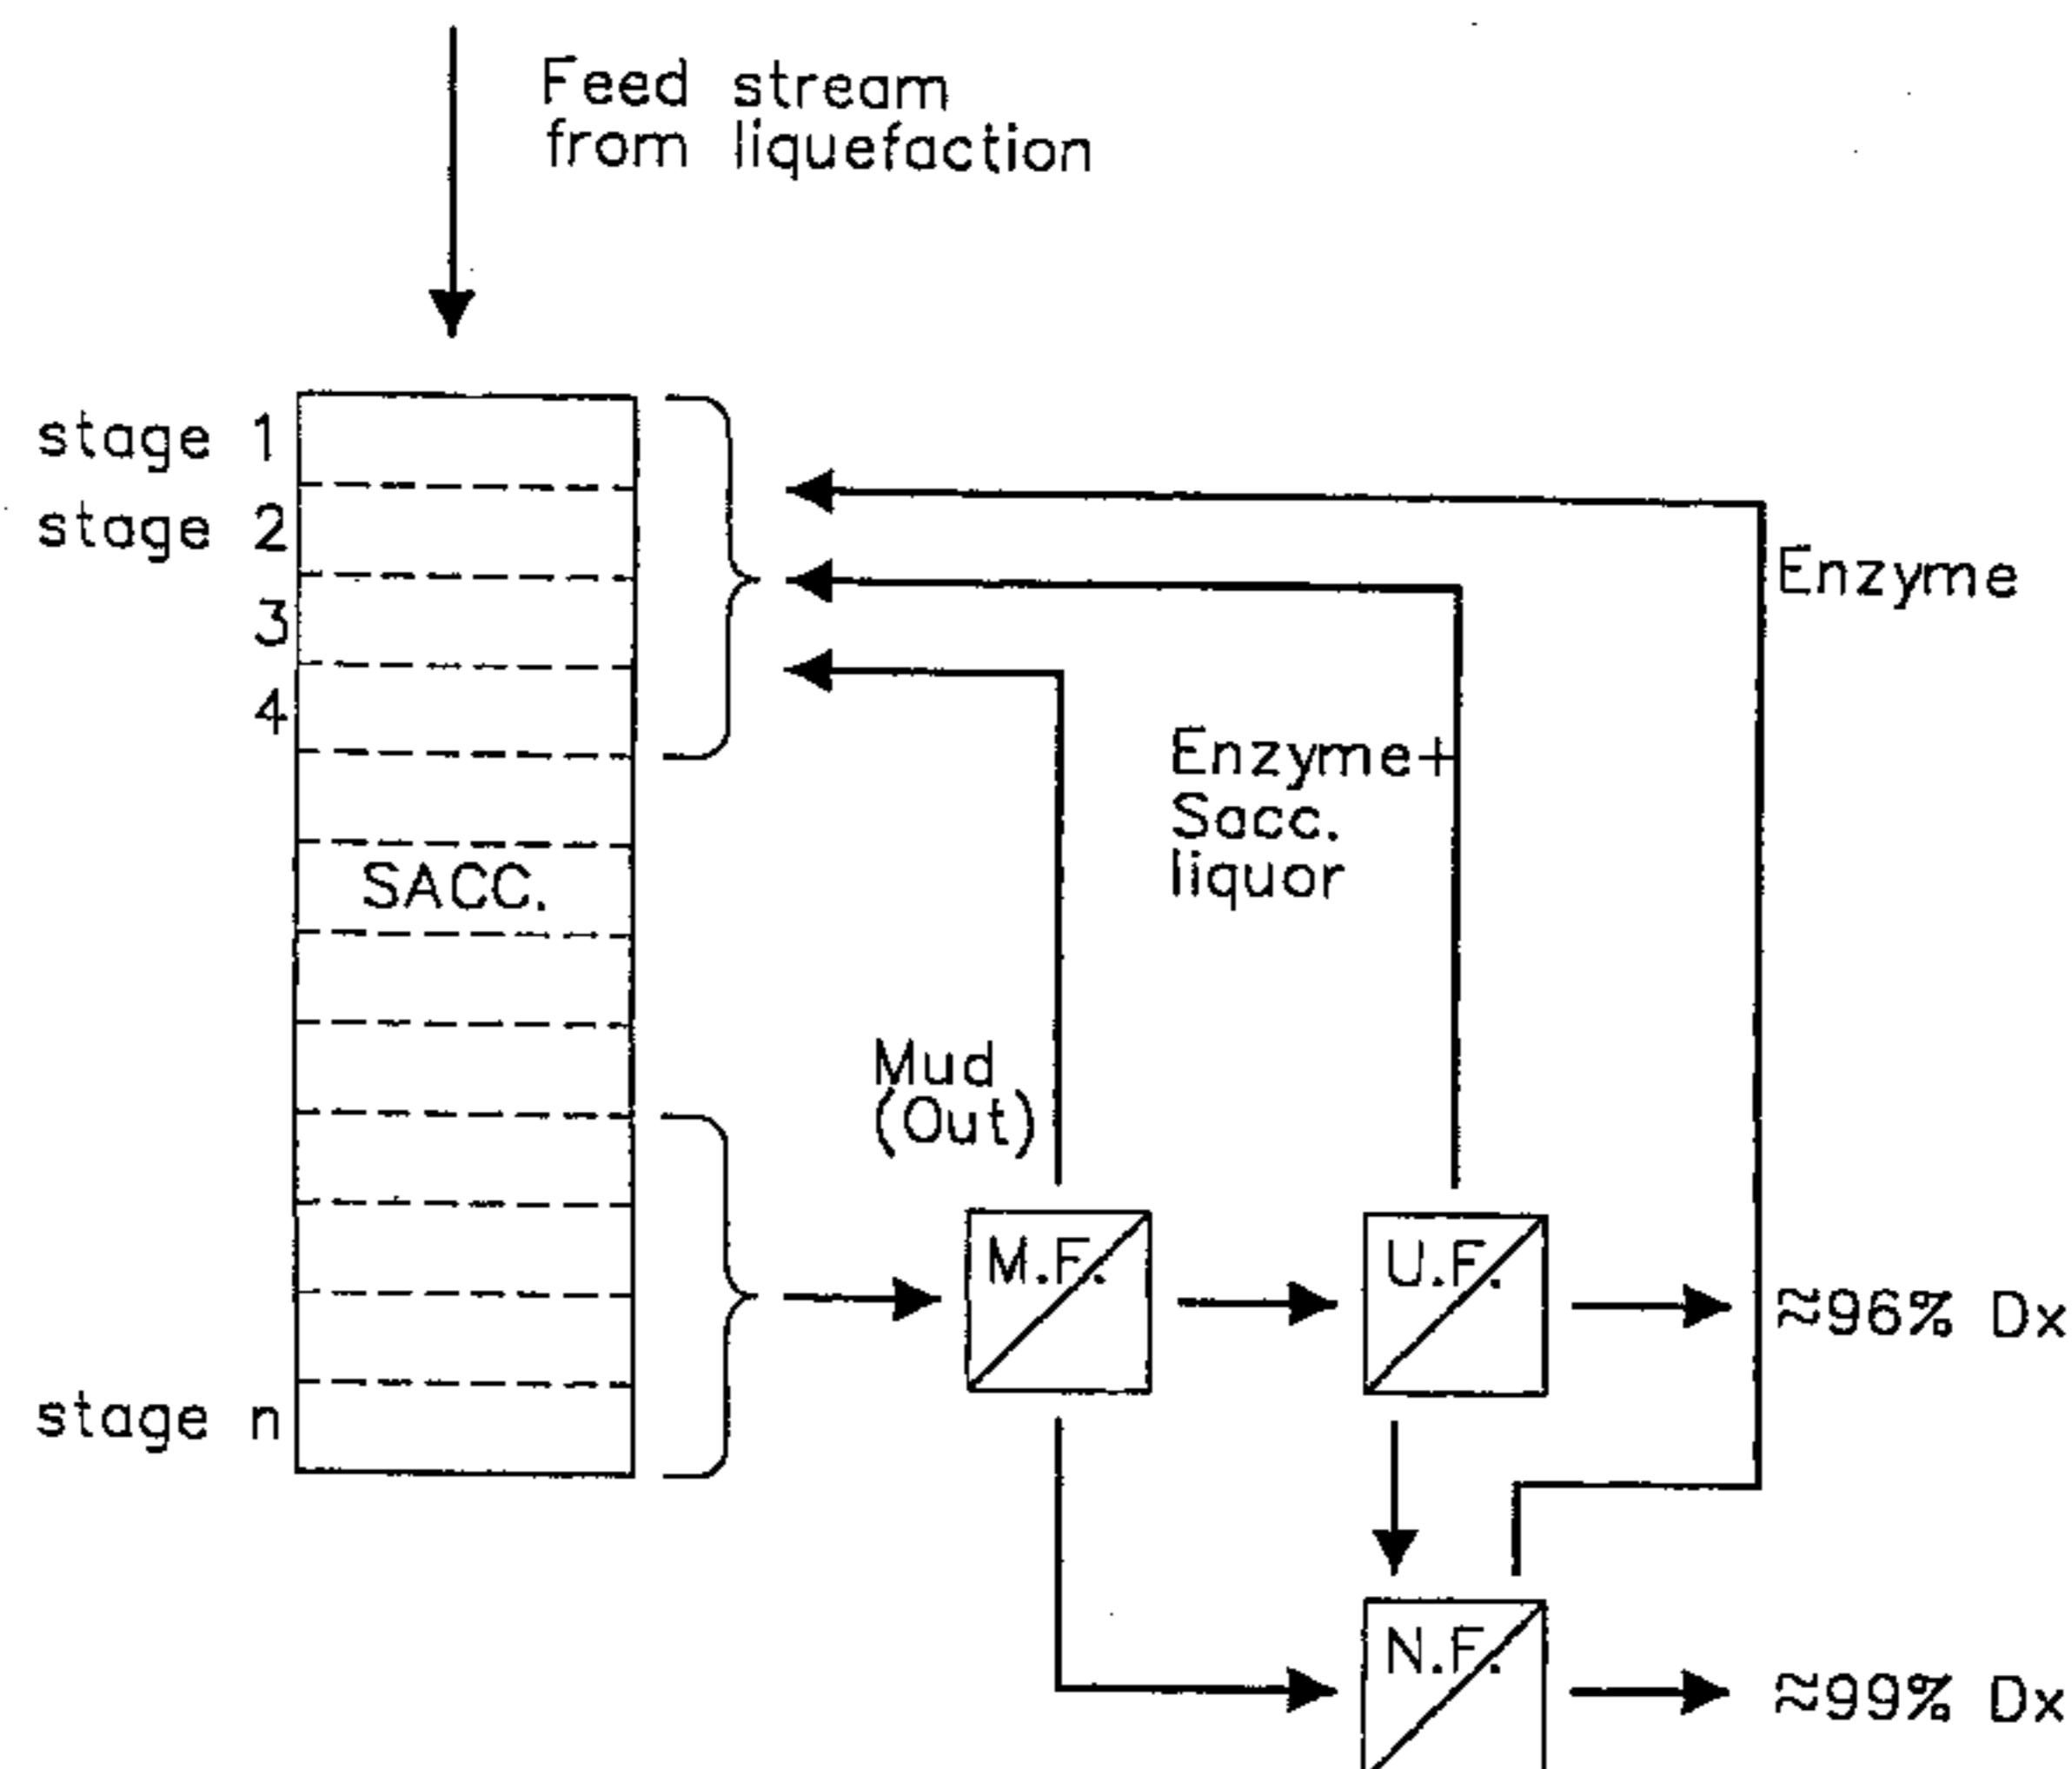 Feed stream
from liquefaction
stage 1
stage 2
3
4
SACC.
stage n
Enzyme
Enzyme+
Sacc.
liquor
Mud
(Out)
M.F.
U.F.
≈96% Dx
N.F.
≈99% Dx